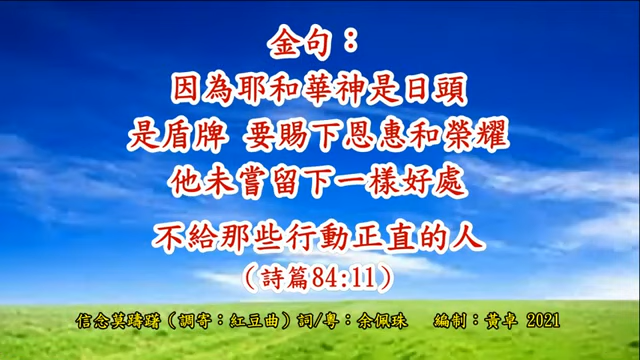 金句：
因為耶和華神是日頭
是盾牌 要賜下恩惠和榮耀
他未嘗留下一樣好處
不給那些行動正直的人
（詩篇84:11）
信念莫躊躇（調寄：紅豆曲）詞/粵：余佩珠 編制：黃卓 2021